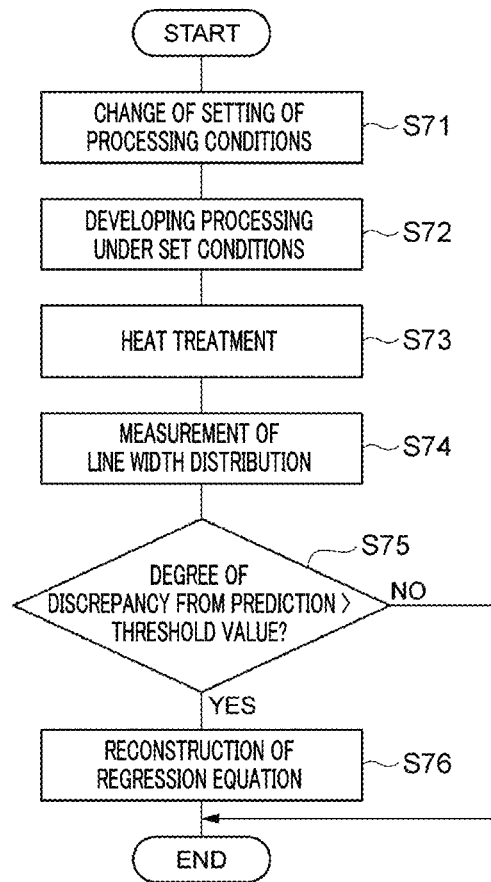 START
CHANGE OF SETTING OF
PROCESSING CONDITIONS
S71
DEVELOPING PROCESSING
UNDER SET CONDITIONS
S72
HEAT TREATMENT
S73
MEASUREMENT OF
LINE WIDTH DISTRIBUTION
S74
S75
DEGREE OF
DISCREPANCY FROM PREDICTION >
THRESHOLD VALUE?
NO
YES
RECONSTRUCTION OF
REGRESSION EQUATION
S76
END